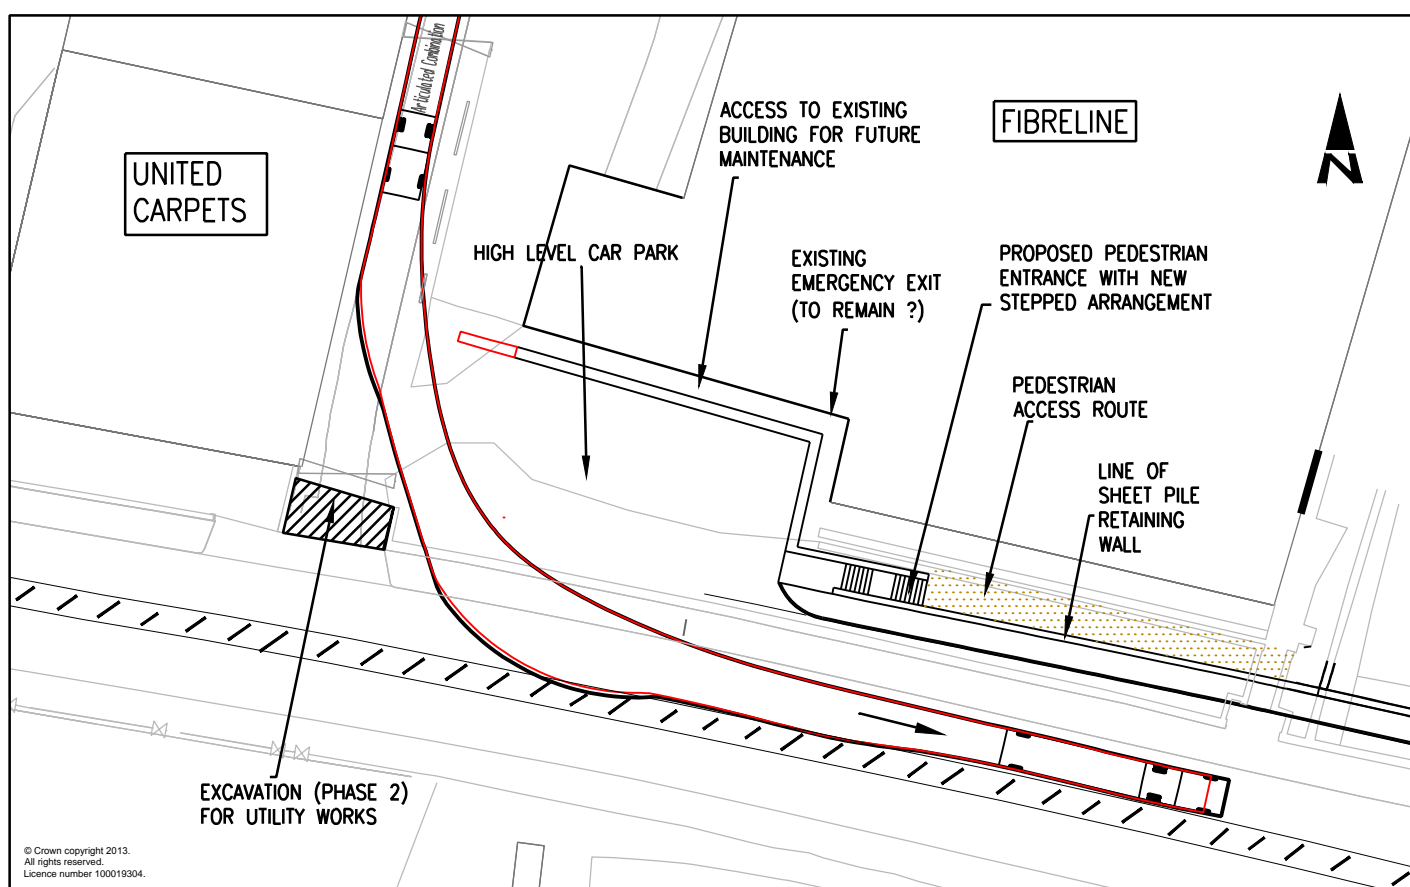 Articulated Combination
ACCESS TO EXISTING
BUILDING FOR FUTURE
MAINTENANCE
FIBRELINE
N
UNITED
CARPETS
HIGH LEVEL CAR PARK
EXISTING
EMERGENCY EXIT
(TO REMAIN ?)
PROPOSED PEDESTRIAN
ENTRANCE WITH NEW
STEPPED ARRANGEMENT
PEDESTRIAN
ACCESS ROUTE
LINE OF
SHEET PILE
RETAINING
WALL
EXCAVATION (PHASE 2)
FOR UTILITY WORKS
© Crown copyright 2013.
All rights reserved.
Licence number 100019304.